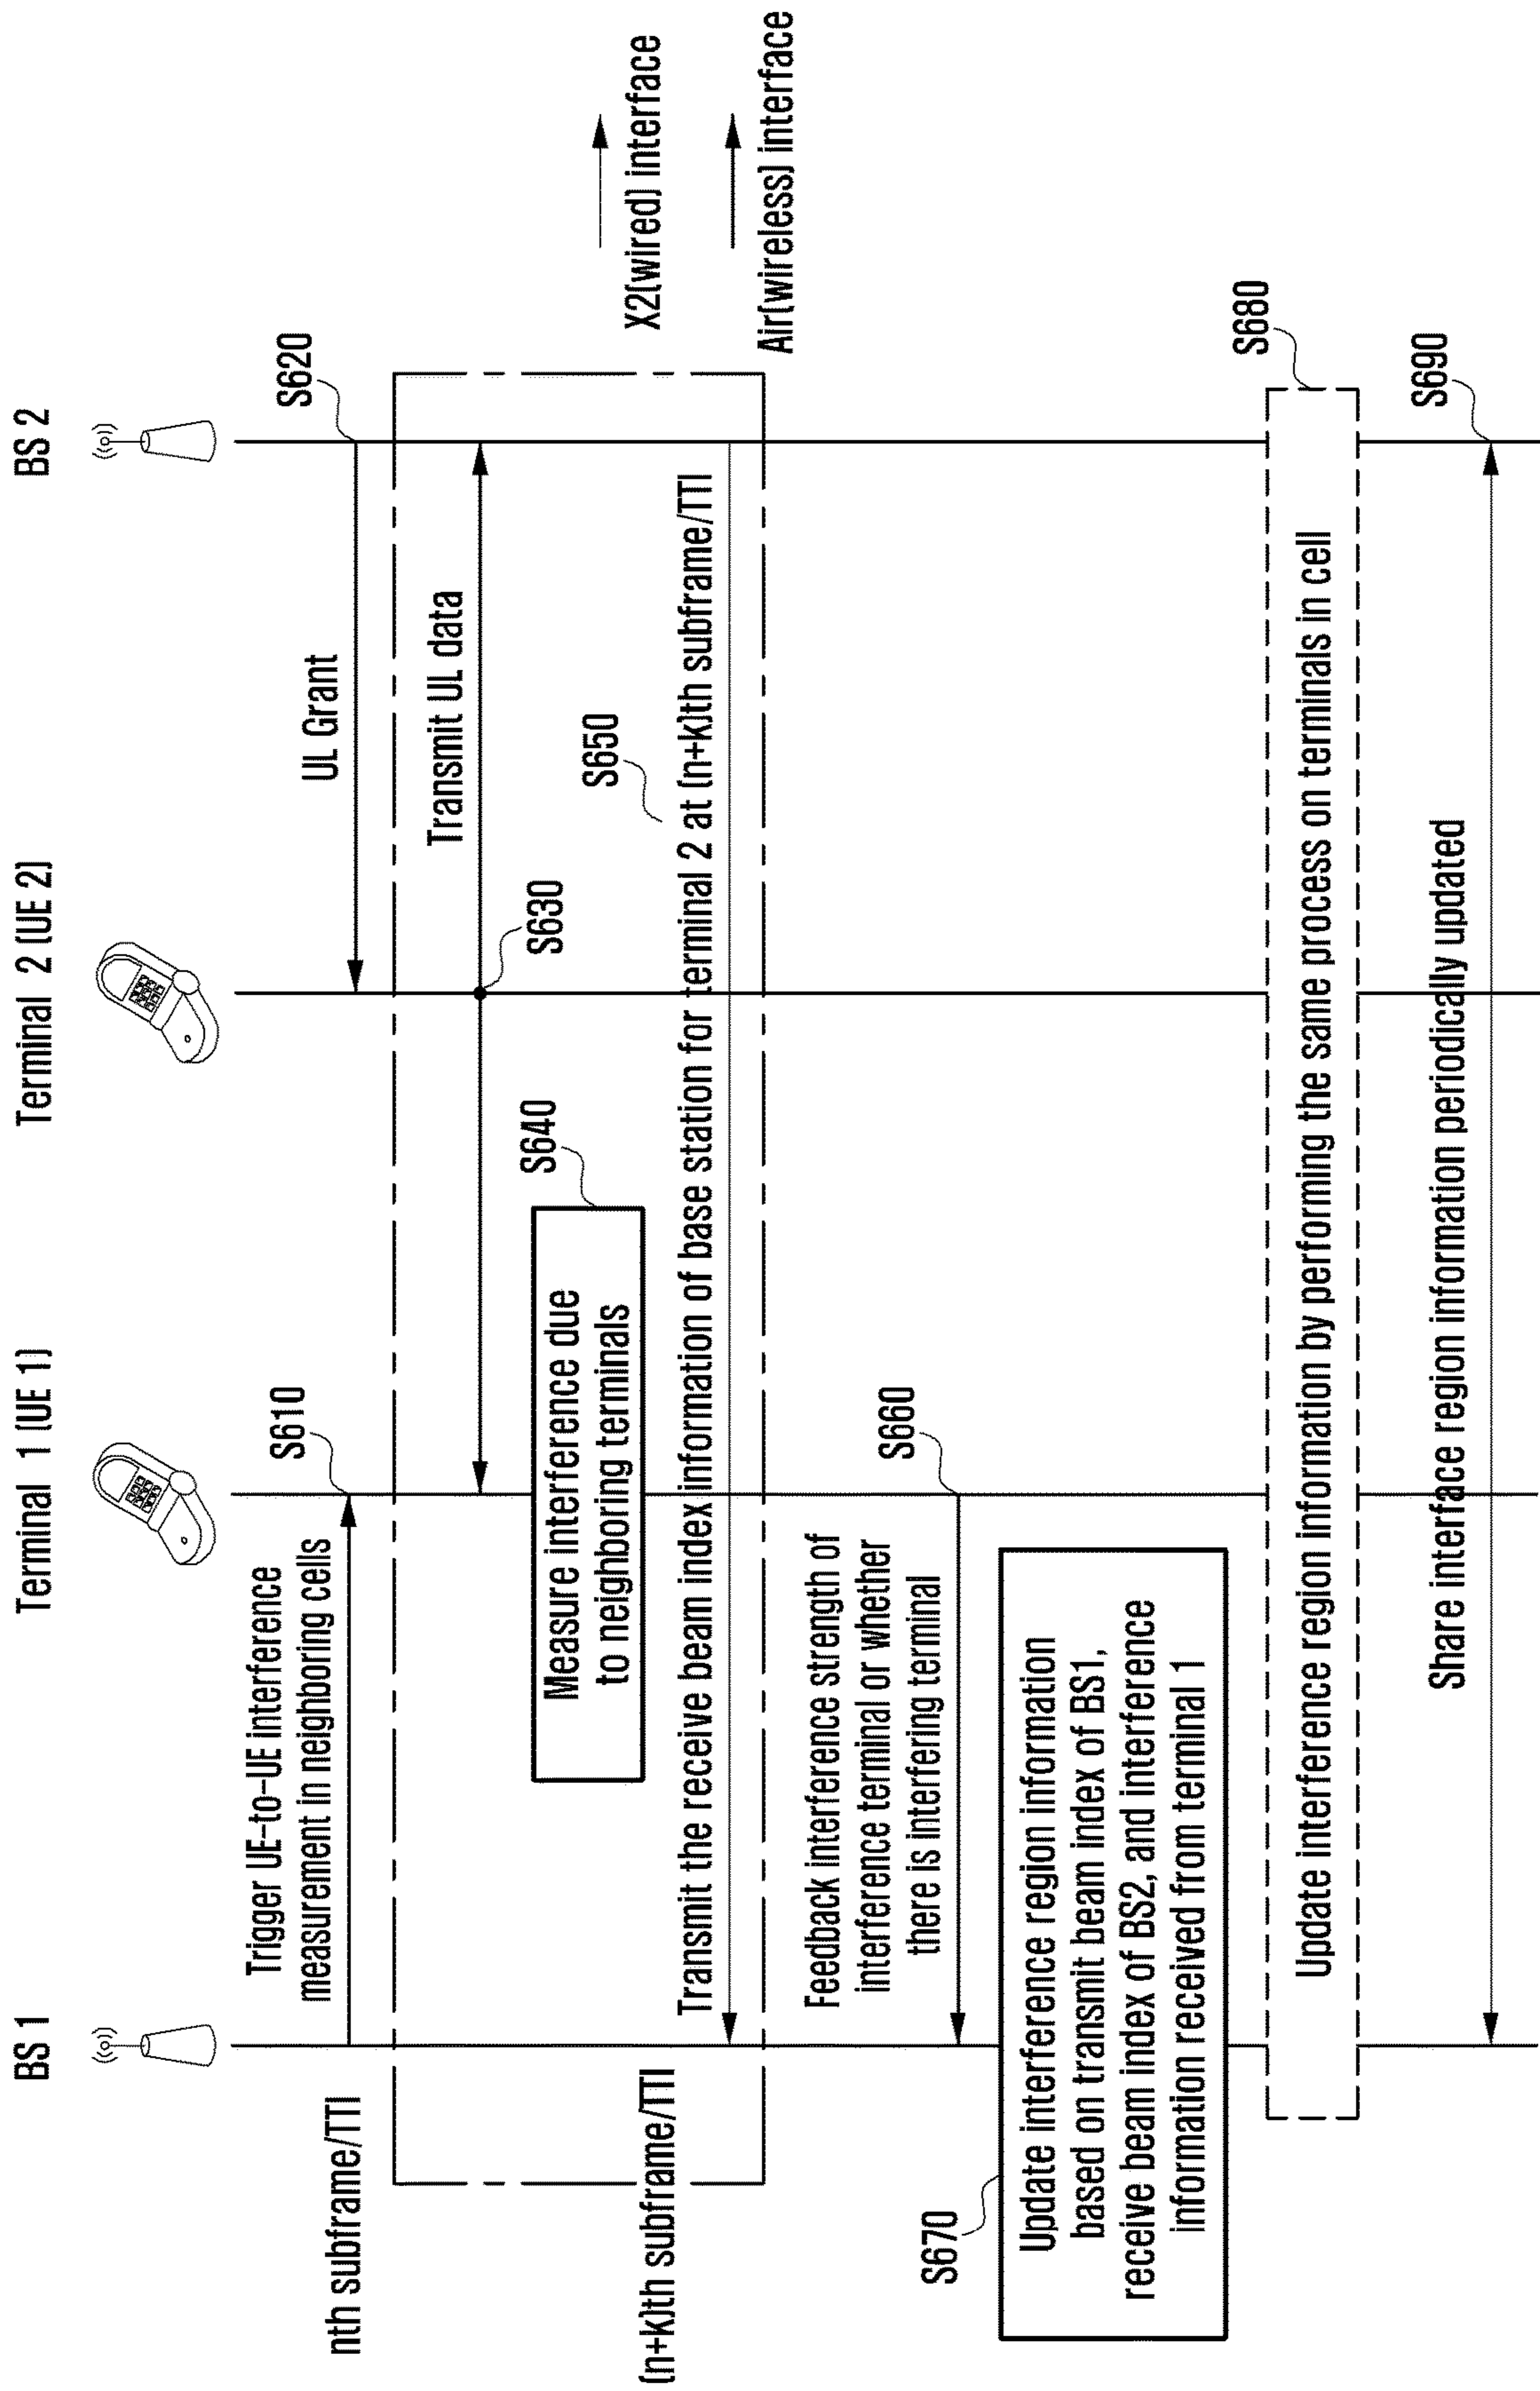 BS 1
Terminal 1 (UE 1)
Terminal 2 (UE 2)
BS 2
nth subframe/TTI
Trigger UE-to-UE interference
measurement in neighboring cells
S610
UL Grant
S620
Transmit UL data
S630
Measure interference due
to neighboring terminals
S640
(n+K)th subframe/TTI
Transmit the receive beam index information of base station for terminal 2 at (n+K)th subframe/TTI
S650
X2(wired) interface
Air(wireless) interface
Feedback interference strength of
interference terminal or whether
there is interfering terminal
S660
S670
Update interference region information
based on transmit beam index of BS1,
receive beam index of BS2, and interference
information received from terminal 1
Update interference region information by performing the same process on terminals in cell
S680
Share interface region information periodically updated
S690